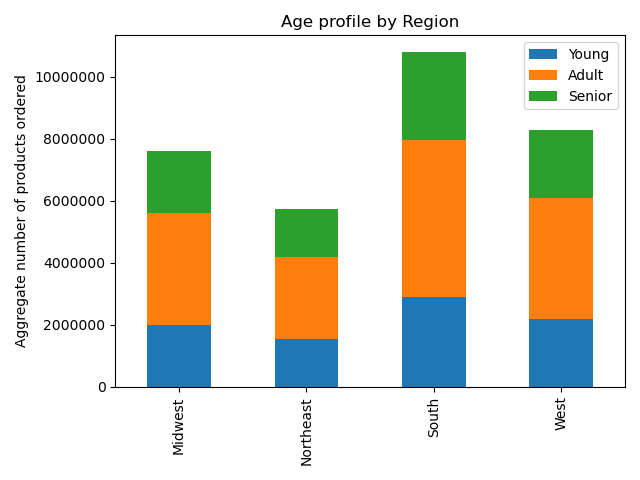 Age profile by Region
Aggregate number of products ordered
10000000
8000000
6000000
4000000
2000000
0
Young
Adult
Senior
Midwest
Northeast
South
West